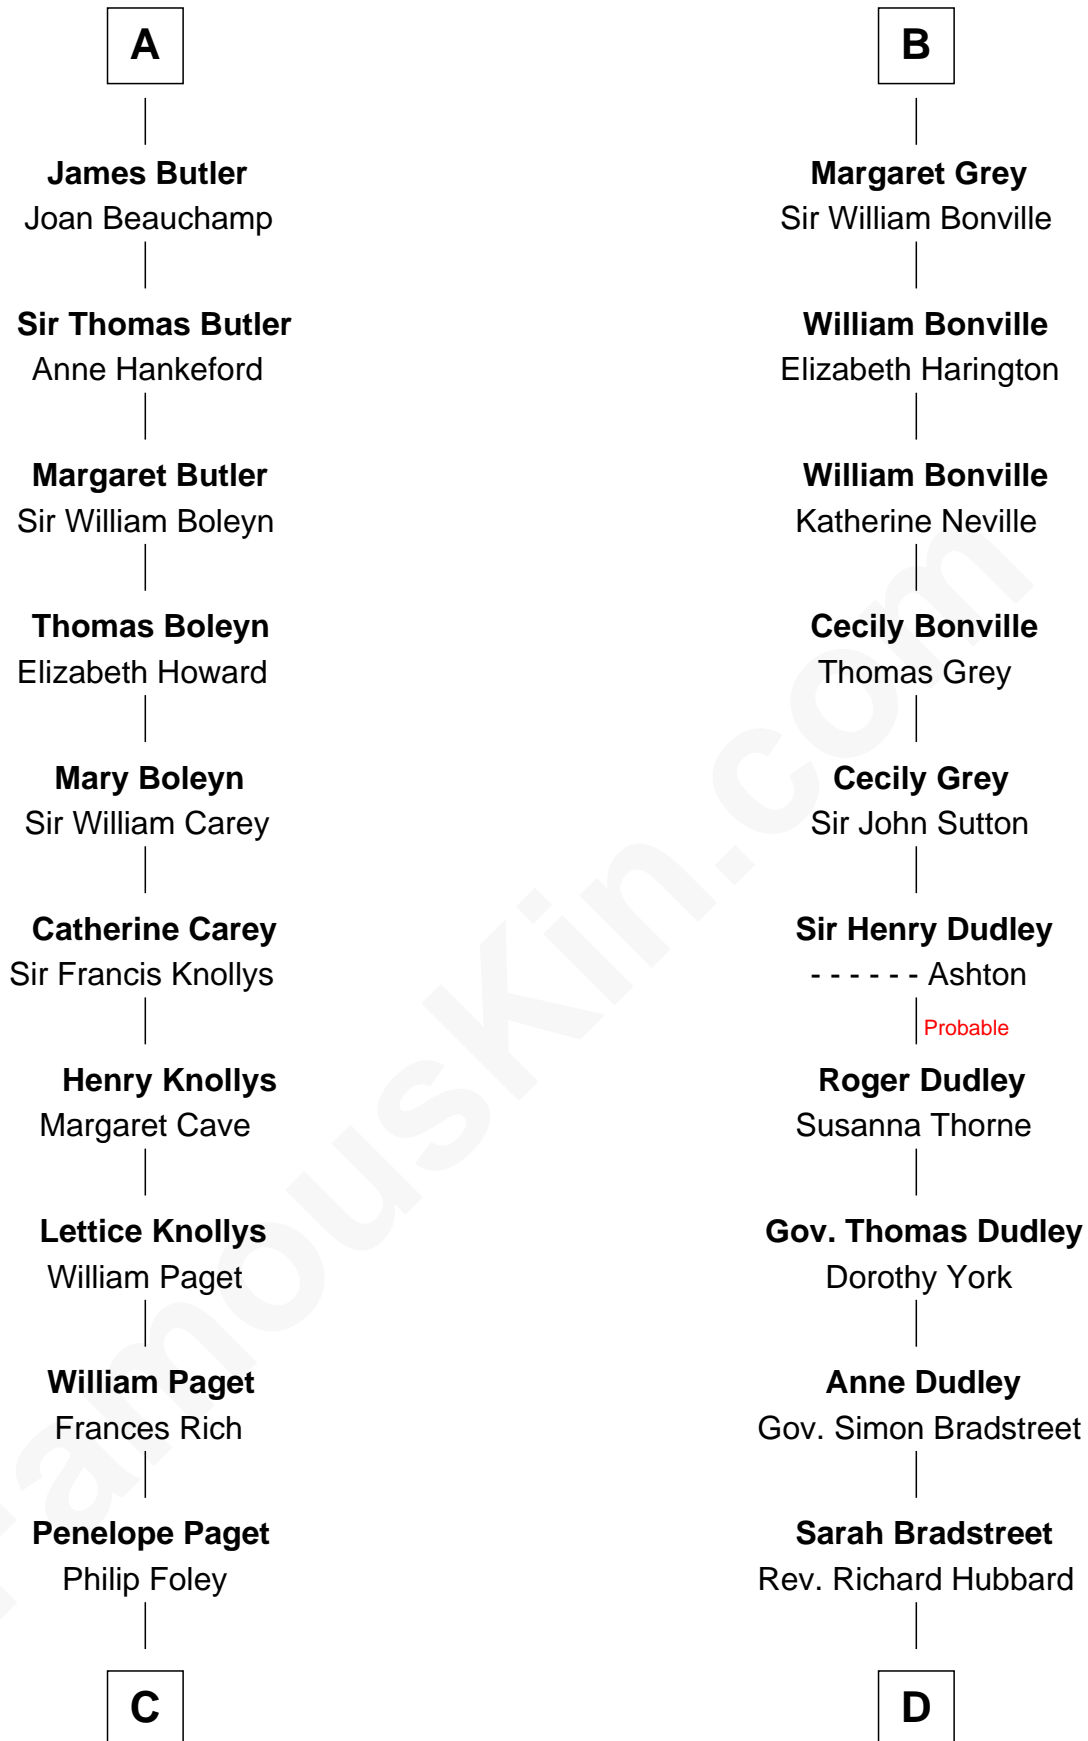 A
James Butler
Joan Beauchamp
Sir Thomas Butler
Anne Hankeford
Margaret Butler
Sir William Boleyn
Thomas Boleyn
Elizabeth Howard
Mary Boleyn
Sir William Carey
Catherine Carey
Sir Francis Knollys
Henry Knollys
Margaret Cave
Lettice Knollys
William Paget
William Paget
Frances Rich
Penelope Paget
Philip Foley
C
B
Margaret Grey
Sir William Bonville
William Bonville
Elizabeth Harington
William Bonville
Katherine Neville
Cecily Bonville
Thomas Grey
Cecily Grey
Sir John Sutton
Sir Henry Dudley
- - - - - - Ashton
Probable
Roger Dudley
Susanna Thorne
Gov. Thomas Dudley
Dorothy York
Anne Dudley
Gov. Simon Bradstreet
Sarah Bradstreet
Rev. Richard Hubbard
D
FamousKin.com